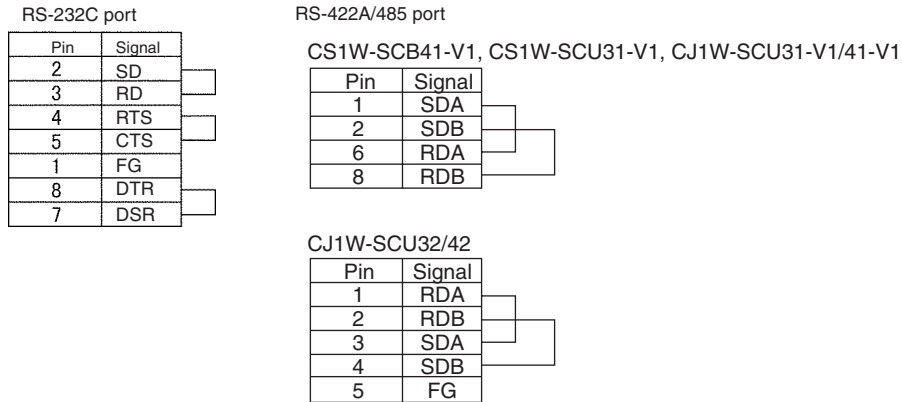 RS-232C port
Pin Signal
2 SD
3 RD
4 RTS
5 CTS
1 FG
8 DTR
7 DSR
RS-422A/485 port
CS1W-SCB41-V1, CS1W-SCU31-V1, CJ1W-SCU31-V1/41-V1
Pin Signal
1 SDA
2 SDB
6 RDA
8 RDB
CJ1W-SCU32/42
Pin Signal
1 RDA
2 RDB
3 SDA
4 SDB
5 FG